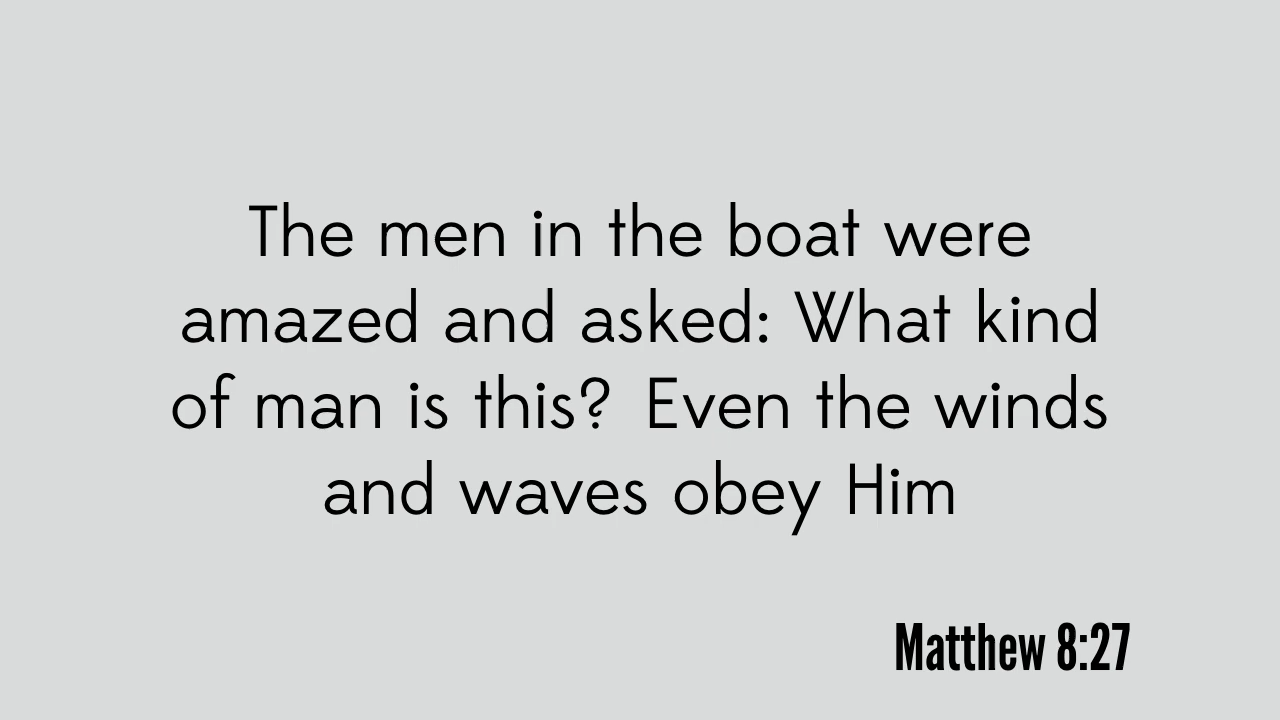 The men in the boat were
amazed and asked: What kind
of man is this? Even the winds
and waves obey Him
Matthew 8:27